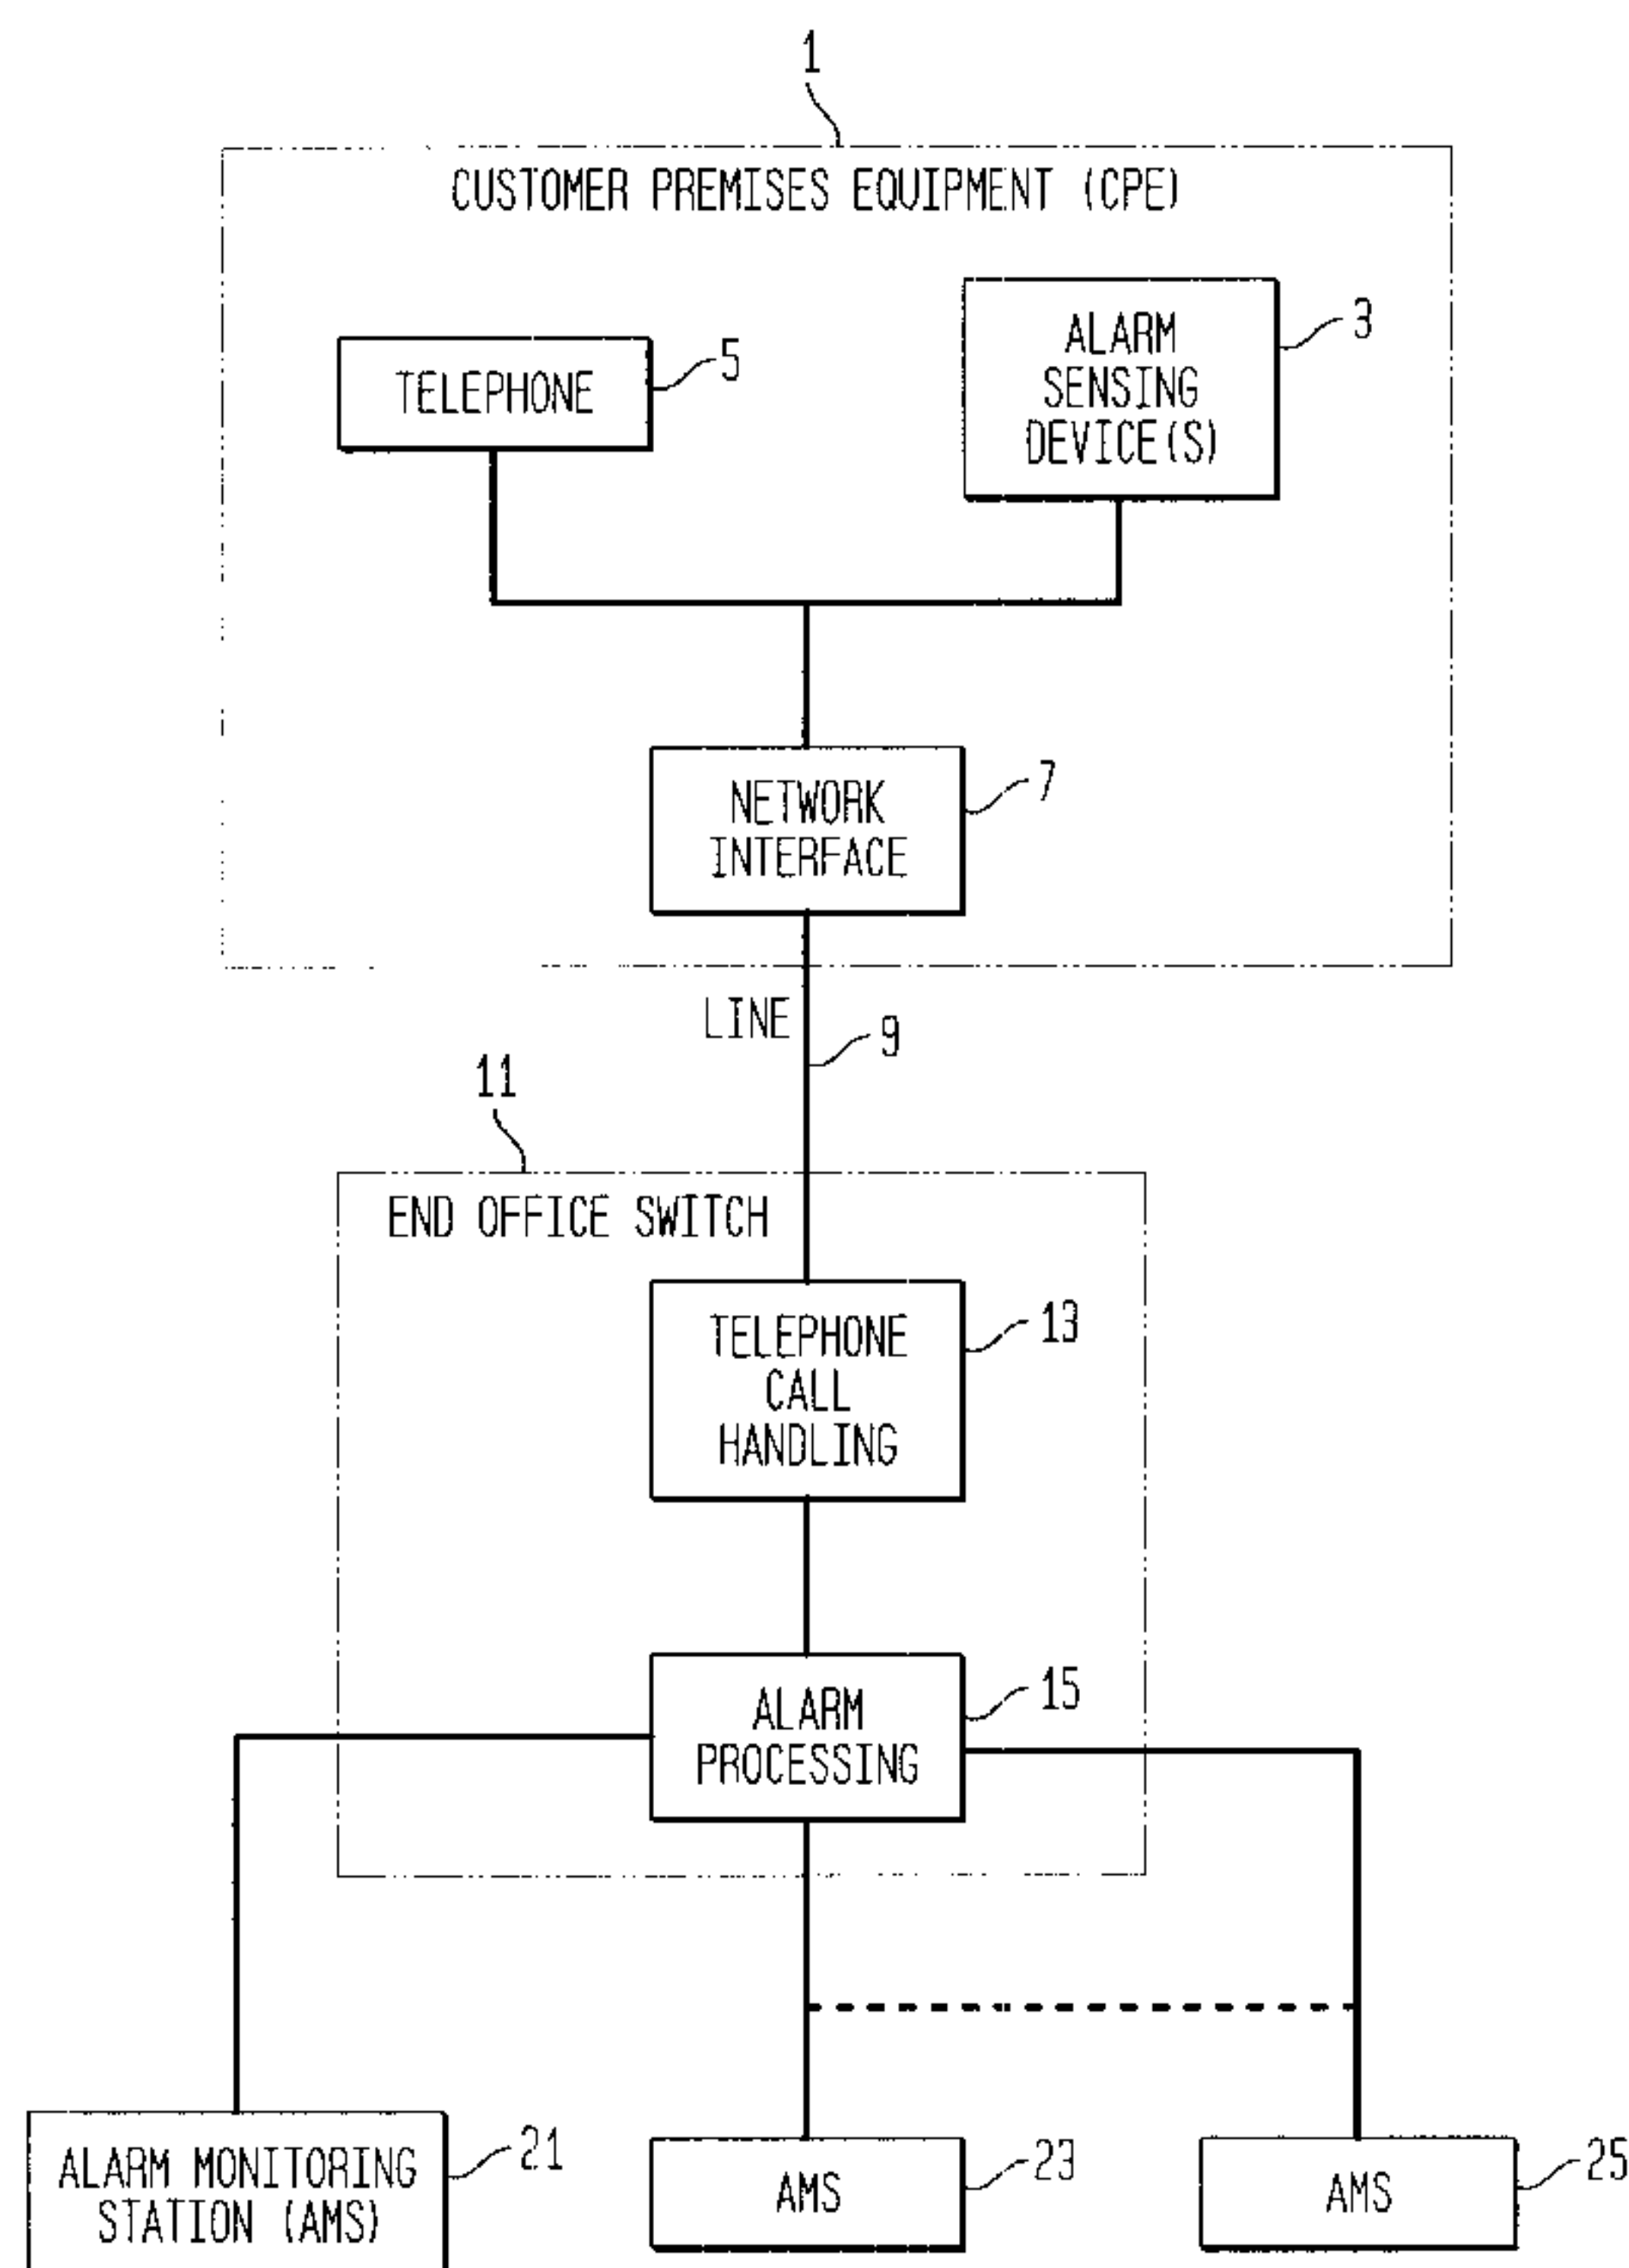 1
CUSTOMER PREMISES EQUIPMENT (CPE)
TELEPHONE
5
ALARM
SENSING
DEVICE(S)
3
NETWORK
INTERFACE
7
LINE
9
11
END OFFICE SWITCH
TELEPHONE
CALL
HANDLING
13
ALARM
PROCESSING
15
ALARM MONITORING
STATION (AMS)
21
AMS
23
AMS
25